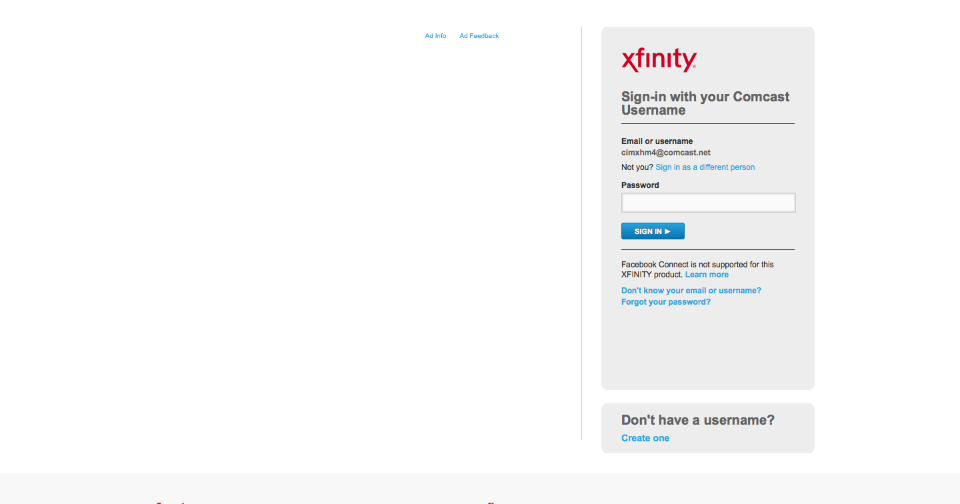 Ad Info Ad Feedback
xfinity
Sign-in with your Comcast
Username
Email or username
cimxhm4@comcast.net
Not you? Sign in as a different person
Password
SIGN IN ►
Facebook Connect is not supported for this
XFINITY product. Learn more
Don't know your email or username?
Forgot your password?
Don't have a username?
Create one